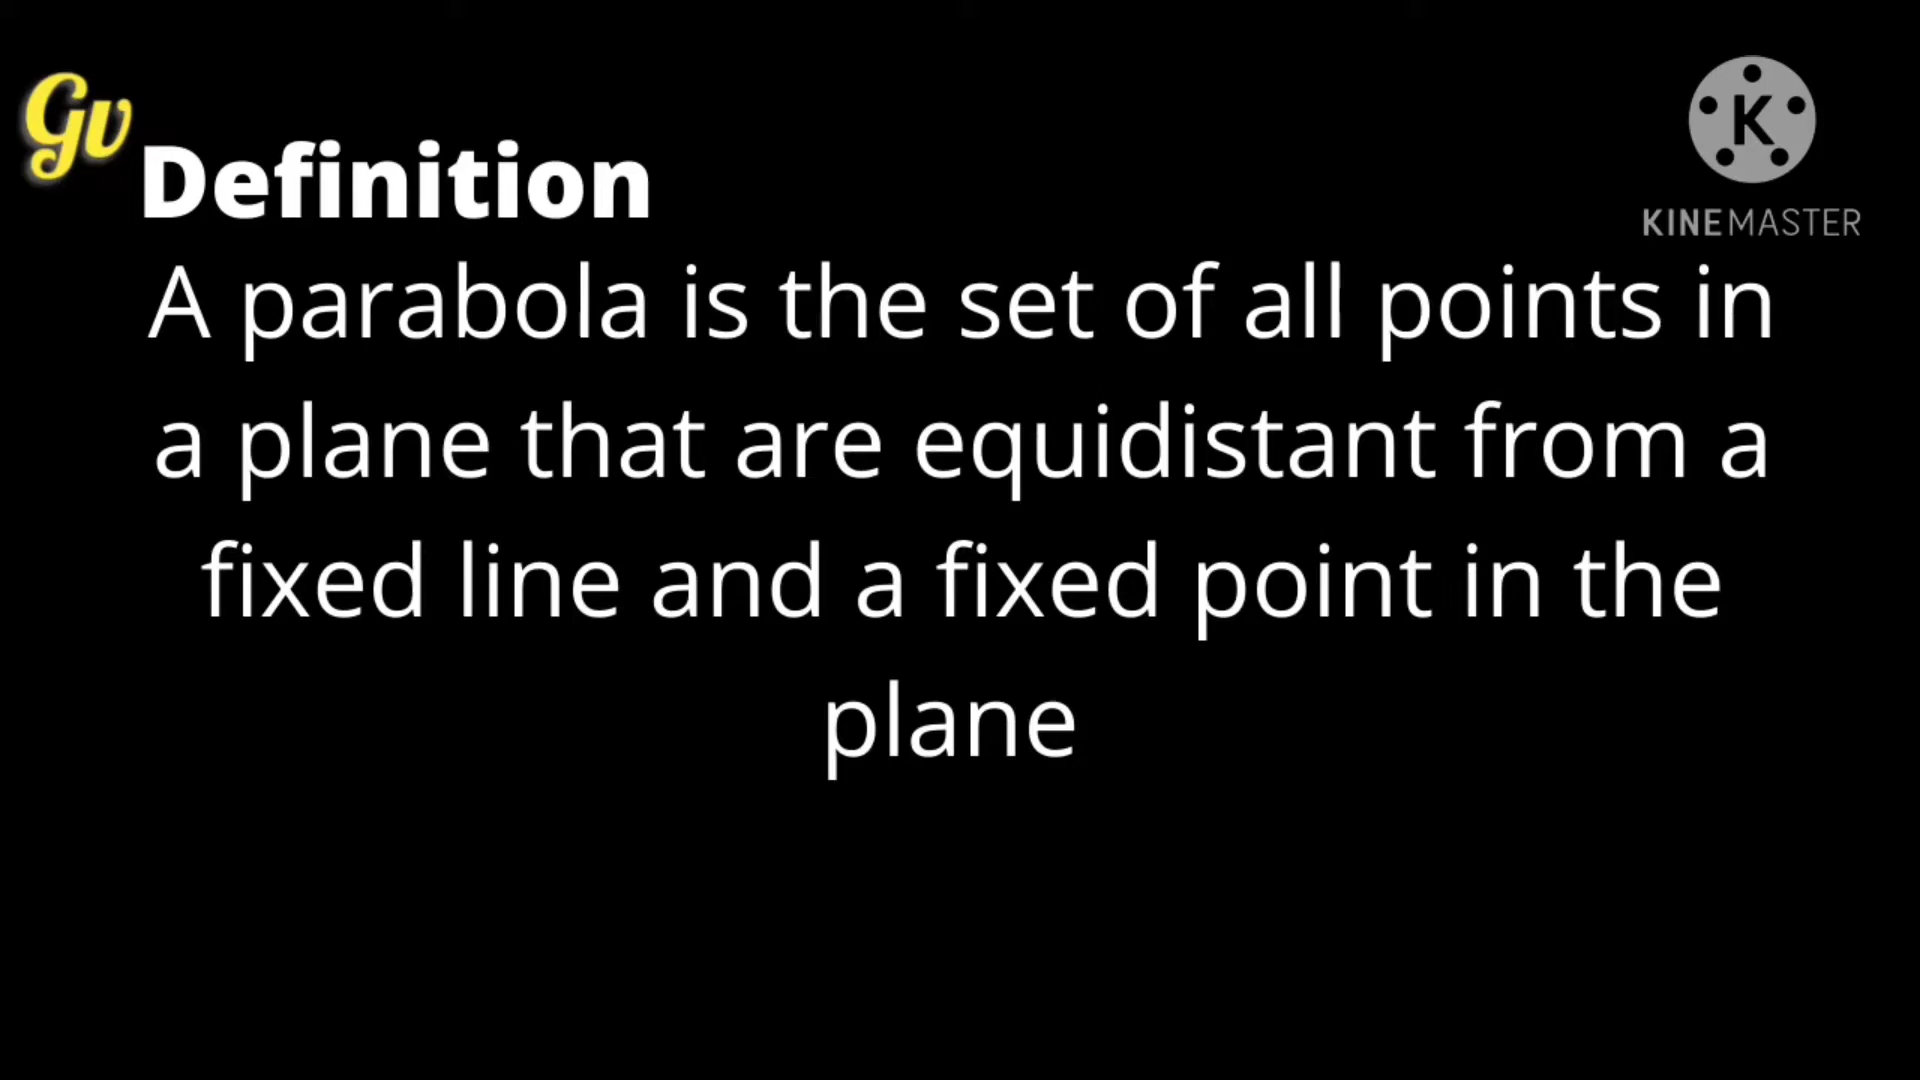 Gv
K
KINEMASTER
Definition
A parabola is the set of all points in
a plane that are equidistant from a
fixed line and a fixed point in the
plane